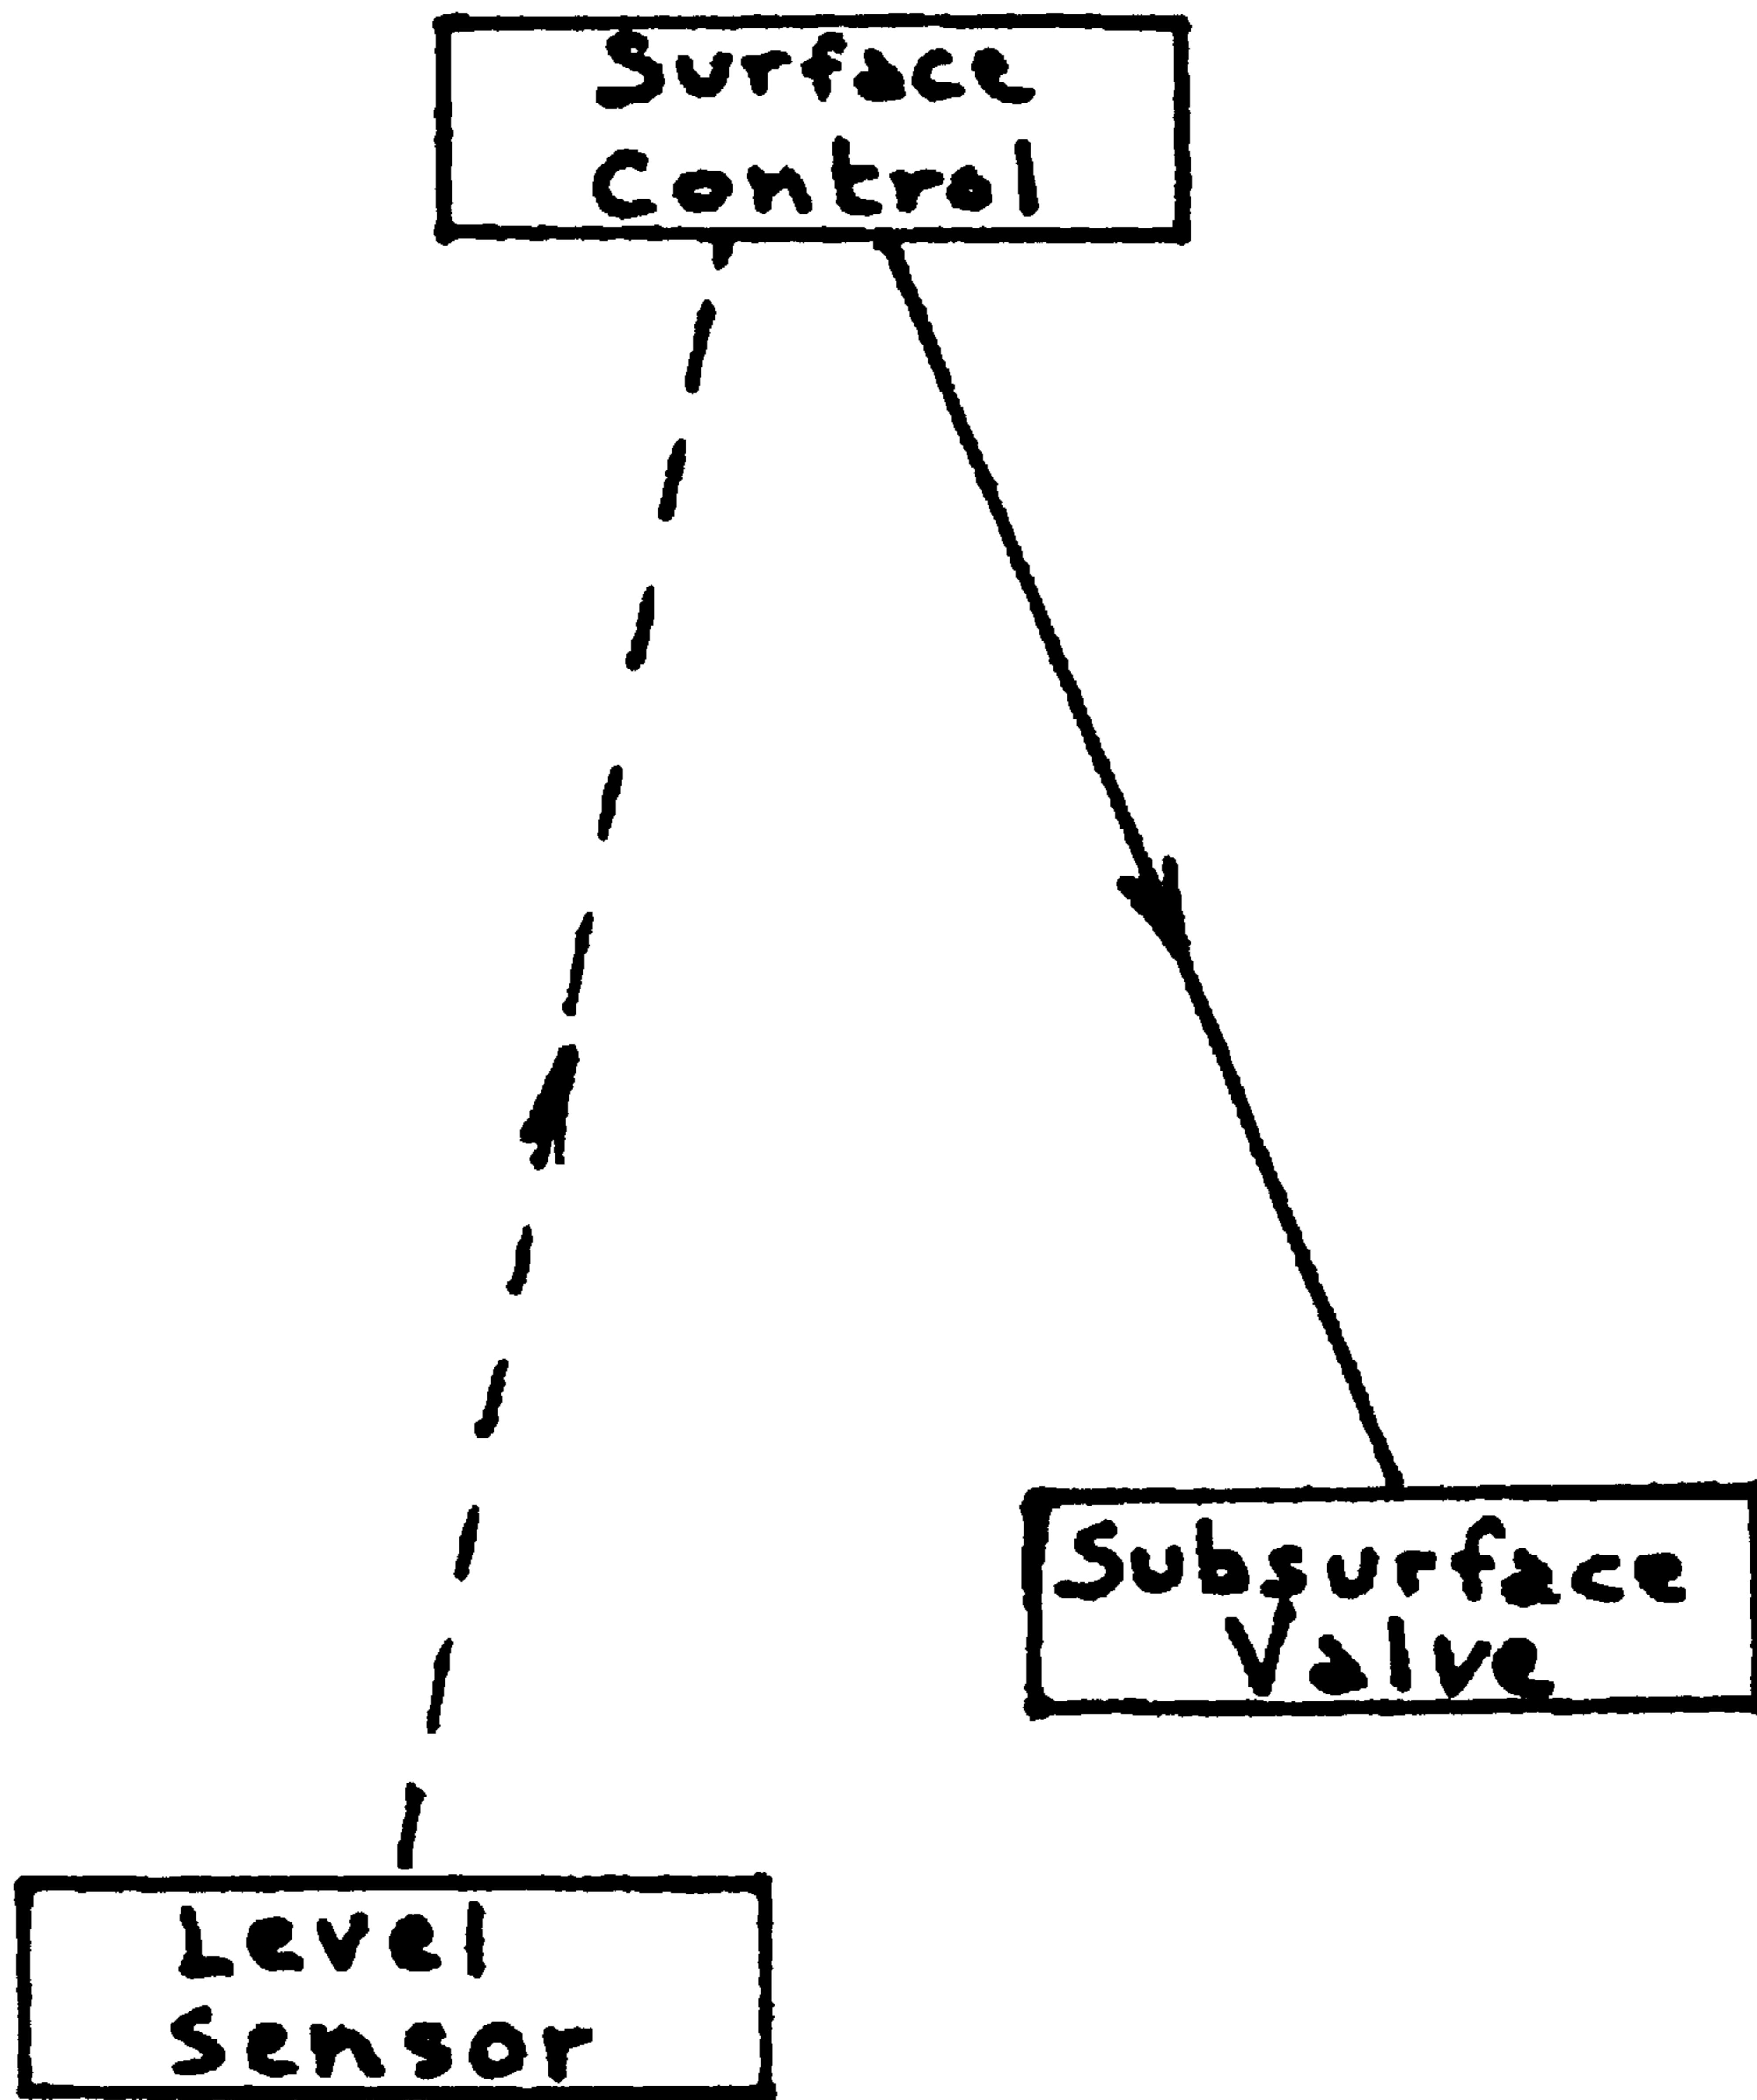 Surface
Control
Subsurface
Valve
Level
Sensor